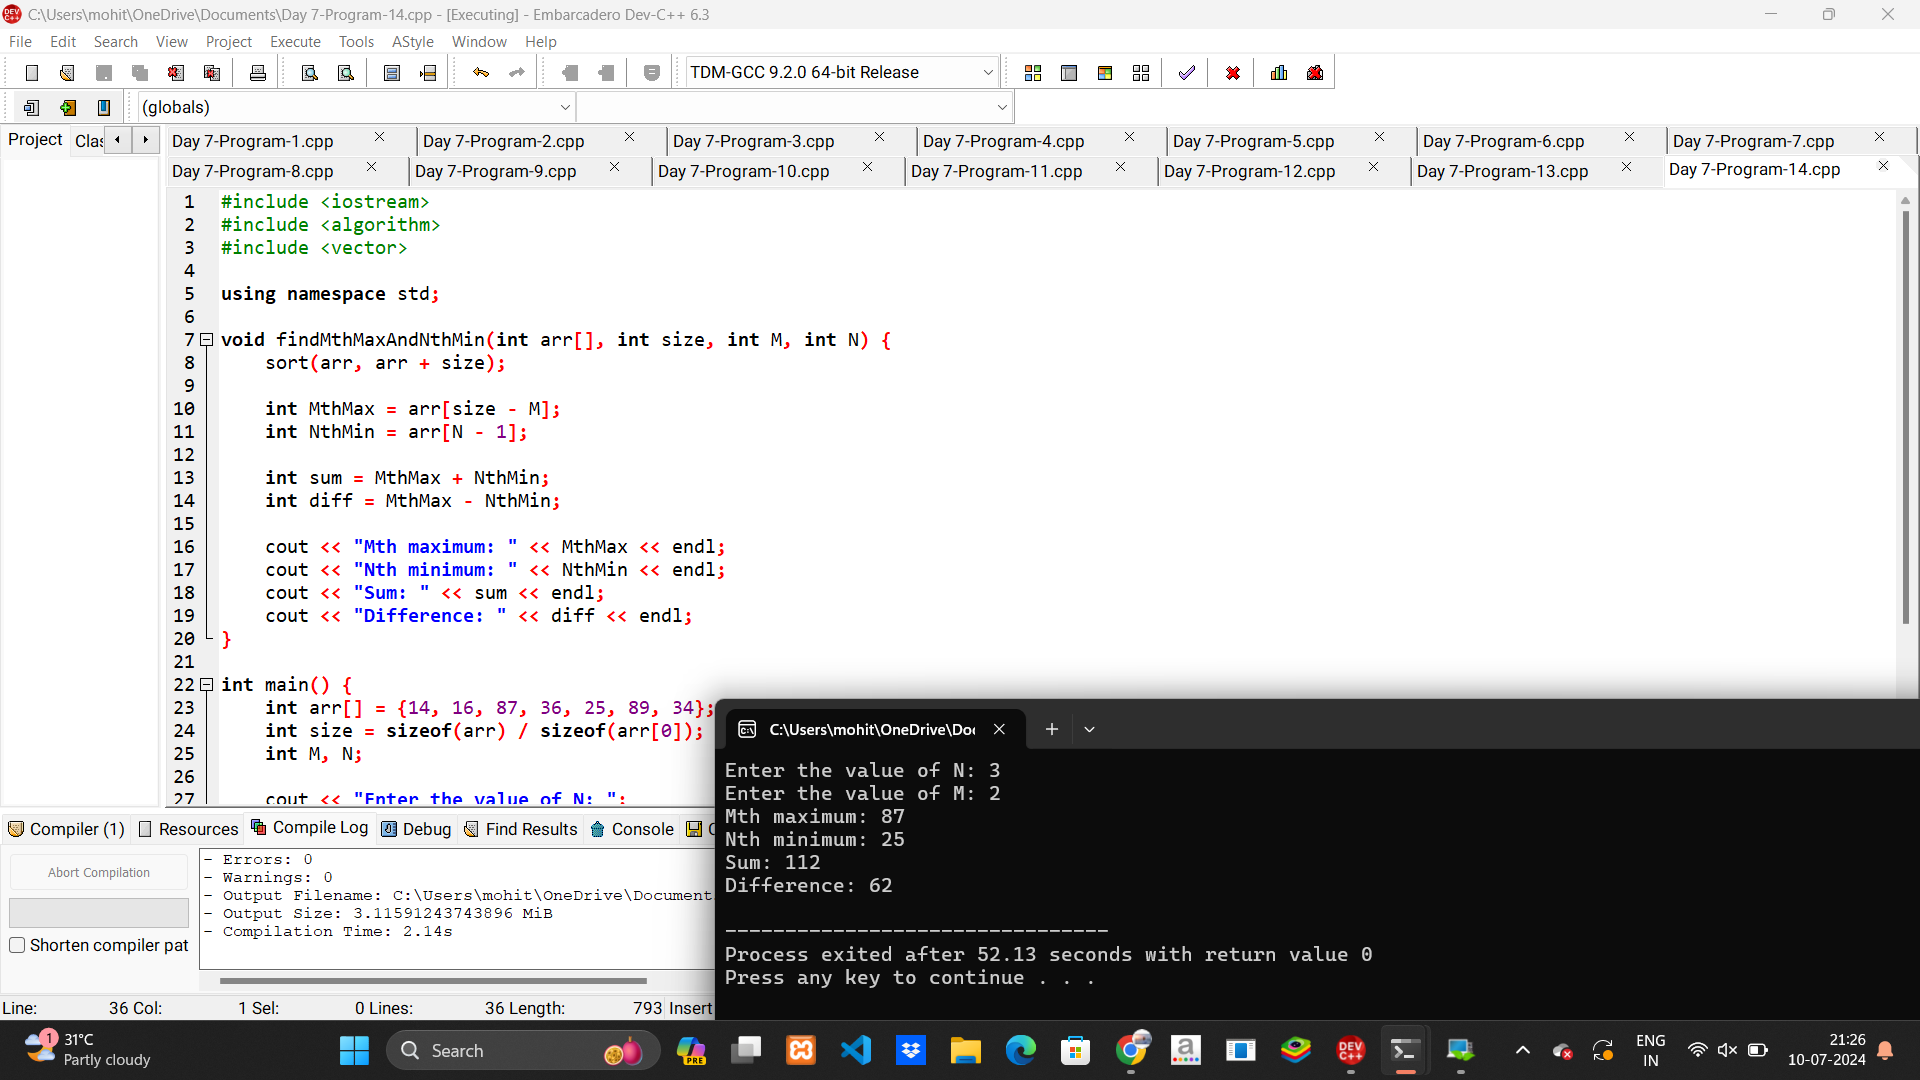 C:\Users\mohit\OneDrive\Documents\Day 7-Program-14.cpp - [Executing] - Embarcadero Dev-C++ 6.3
File Edit Search View Project Execute Tools AStyle Window Help
TDM-GCC 9.2.0 64-bit Release
(globals)
Project Clas
Day 7-Program-1.cpp Day 7-Program-2.cpp Day 7-Program-3.cpp Day 7-Program-4.cpp Day 7-Program-5.cpp Day 7-Program-6.cpp Day 7-Program-7.cpp
Day 7-Program-8.cpp Day 7-Program-9.cpp Day 7-Program-10.cpp Day 7-Program-11.cpp Day 7-Program-12.cpp Day 7-Program-13.cpp Day 7-Program-14.cpp
1 #include <iostream>
2 #include <algorithm>
3 #include <vector>
4
5 using namespace std;
6
7 void findMthMaxAndNthMin(int arr[], int size, int M, int N) {
8 sort(arr, arr + size);
9
10 int MthMax = arr[size - M];
11 int NthMin = arr[N - 1];
12
13 int sum = MthMax + NthMin;
14 int diff = MthMax - NthMin;
15
16 cout << "Mth maximum: " << MthMax << endl;
17 cout << "Nth minimum: " << NthMin << endl;
18 cout << "Sum: " << sum << endl;
19 cout << "Difference: " << diff << endl;
20 }
21
22 int main() {
23 int arr[] = {14, 16, 87, 36, 25, 89, 34};
24 int size = sizeof(arr) / sizeof(arr[0]);
25 int M, N;
26
27 cout << "Enter the value of N: ";
C:\Users\mohit\OneDrive\Doc
Enter the value of N: 3
Enter the value of M: 2
Mth maximum: 87
Nth minimum: 25
Sum: 112
Difference: 62
--------------------------------
Process exited after 52.13 seconds with return value 0
Press any key to continue . . .
Compiler (1) Resources Compile Log Debug Find Results Console
Abort Compilation
Shorten compiler pat
- Errors: 0
- Warnings: 0
- Output Filename: C:\Users\mohit\OneDrive\Document
- Output Size: 3.11591243743896 MiB
- Compilation Time: 2.14s
Line: 36 Col: 1 Sel: 0 Lines: 36 Length: 793 Insert
1
31°C
Partly cloudy
Search
PRE
DEV C++
ENG
IN
21:26
10-07-2024